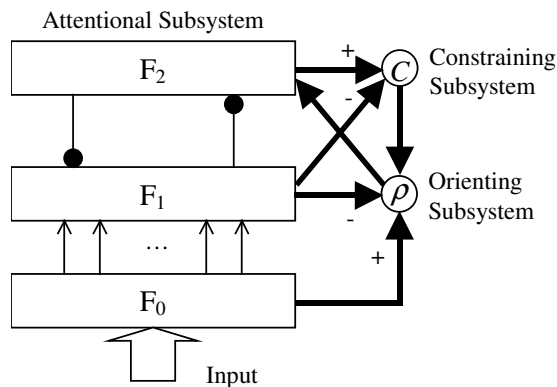 Attentional Subsystem
F2
+
C
Constraining
Subsystem
-
F1
ρ
Orienting
Subsystem
-
...
+
F0
Input